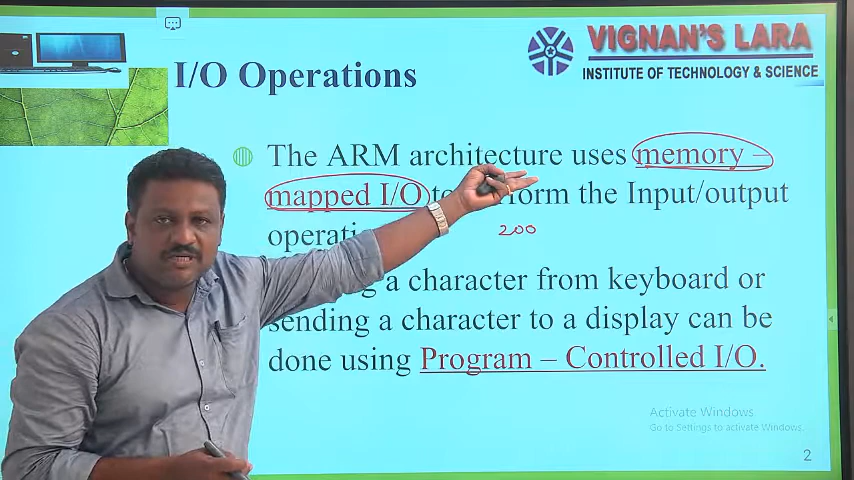 VIGNAN'S LARA
INSTITUTE OF TECHNOLOGY & SCIENCE
I/O Operations
The ARM architecture uses memory –
mapped I/O to the Input/output
200
a character from keyboard or
sending a character to a display can be
done using Program – Controlled I/O.
Activate Windows
Go to Settings to activate Windows.
2